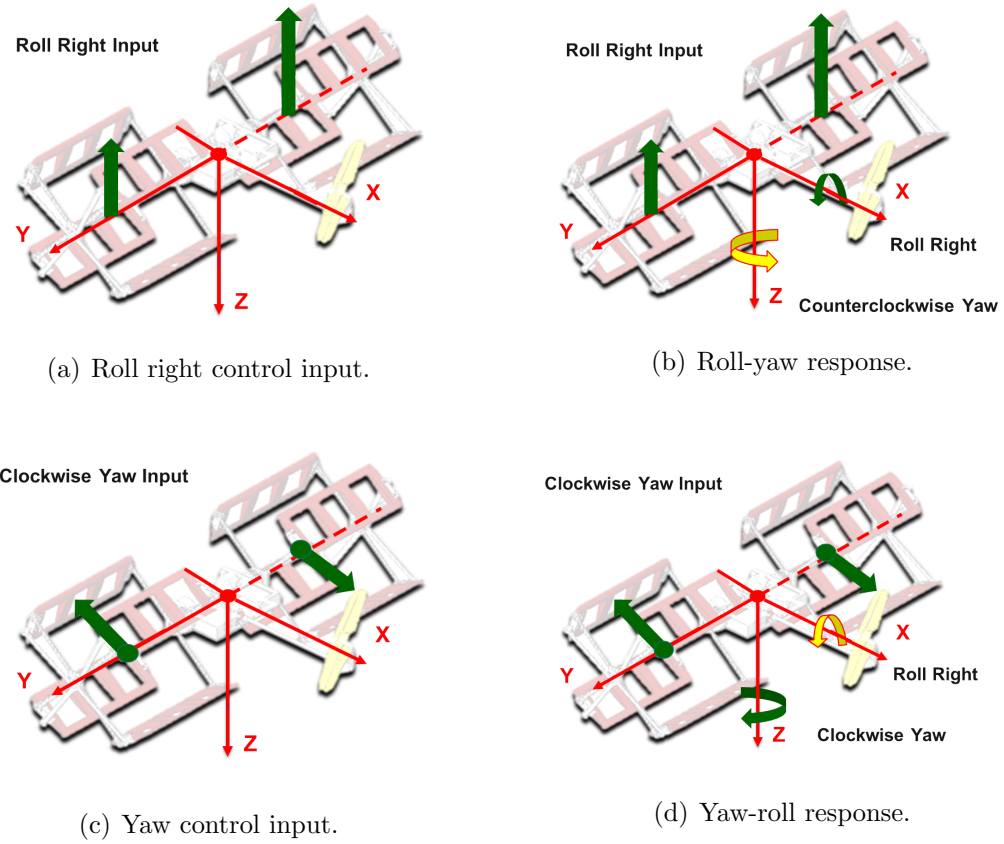 Roll Right Input
X
Y
Z
(a) Roll right control input.
Roll Right Input
X
Y
Roll Right
Z
Counterclockwise Yaw
(b) Roll-yaw response.
Clockwise Yaw Input
X
Y
Z
(c) Yaw control input.
Clockwise Yaw Input
X
Y
Roll Right
Z
Clockwise Yaw
(d) Yaw-roll response.